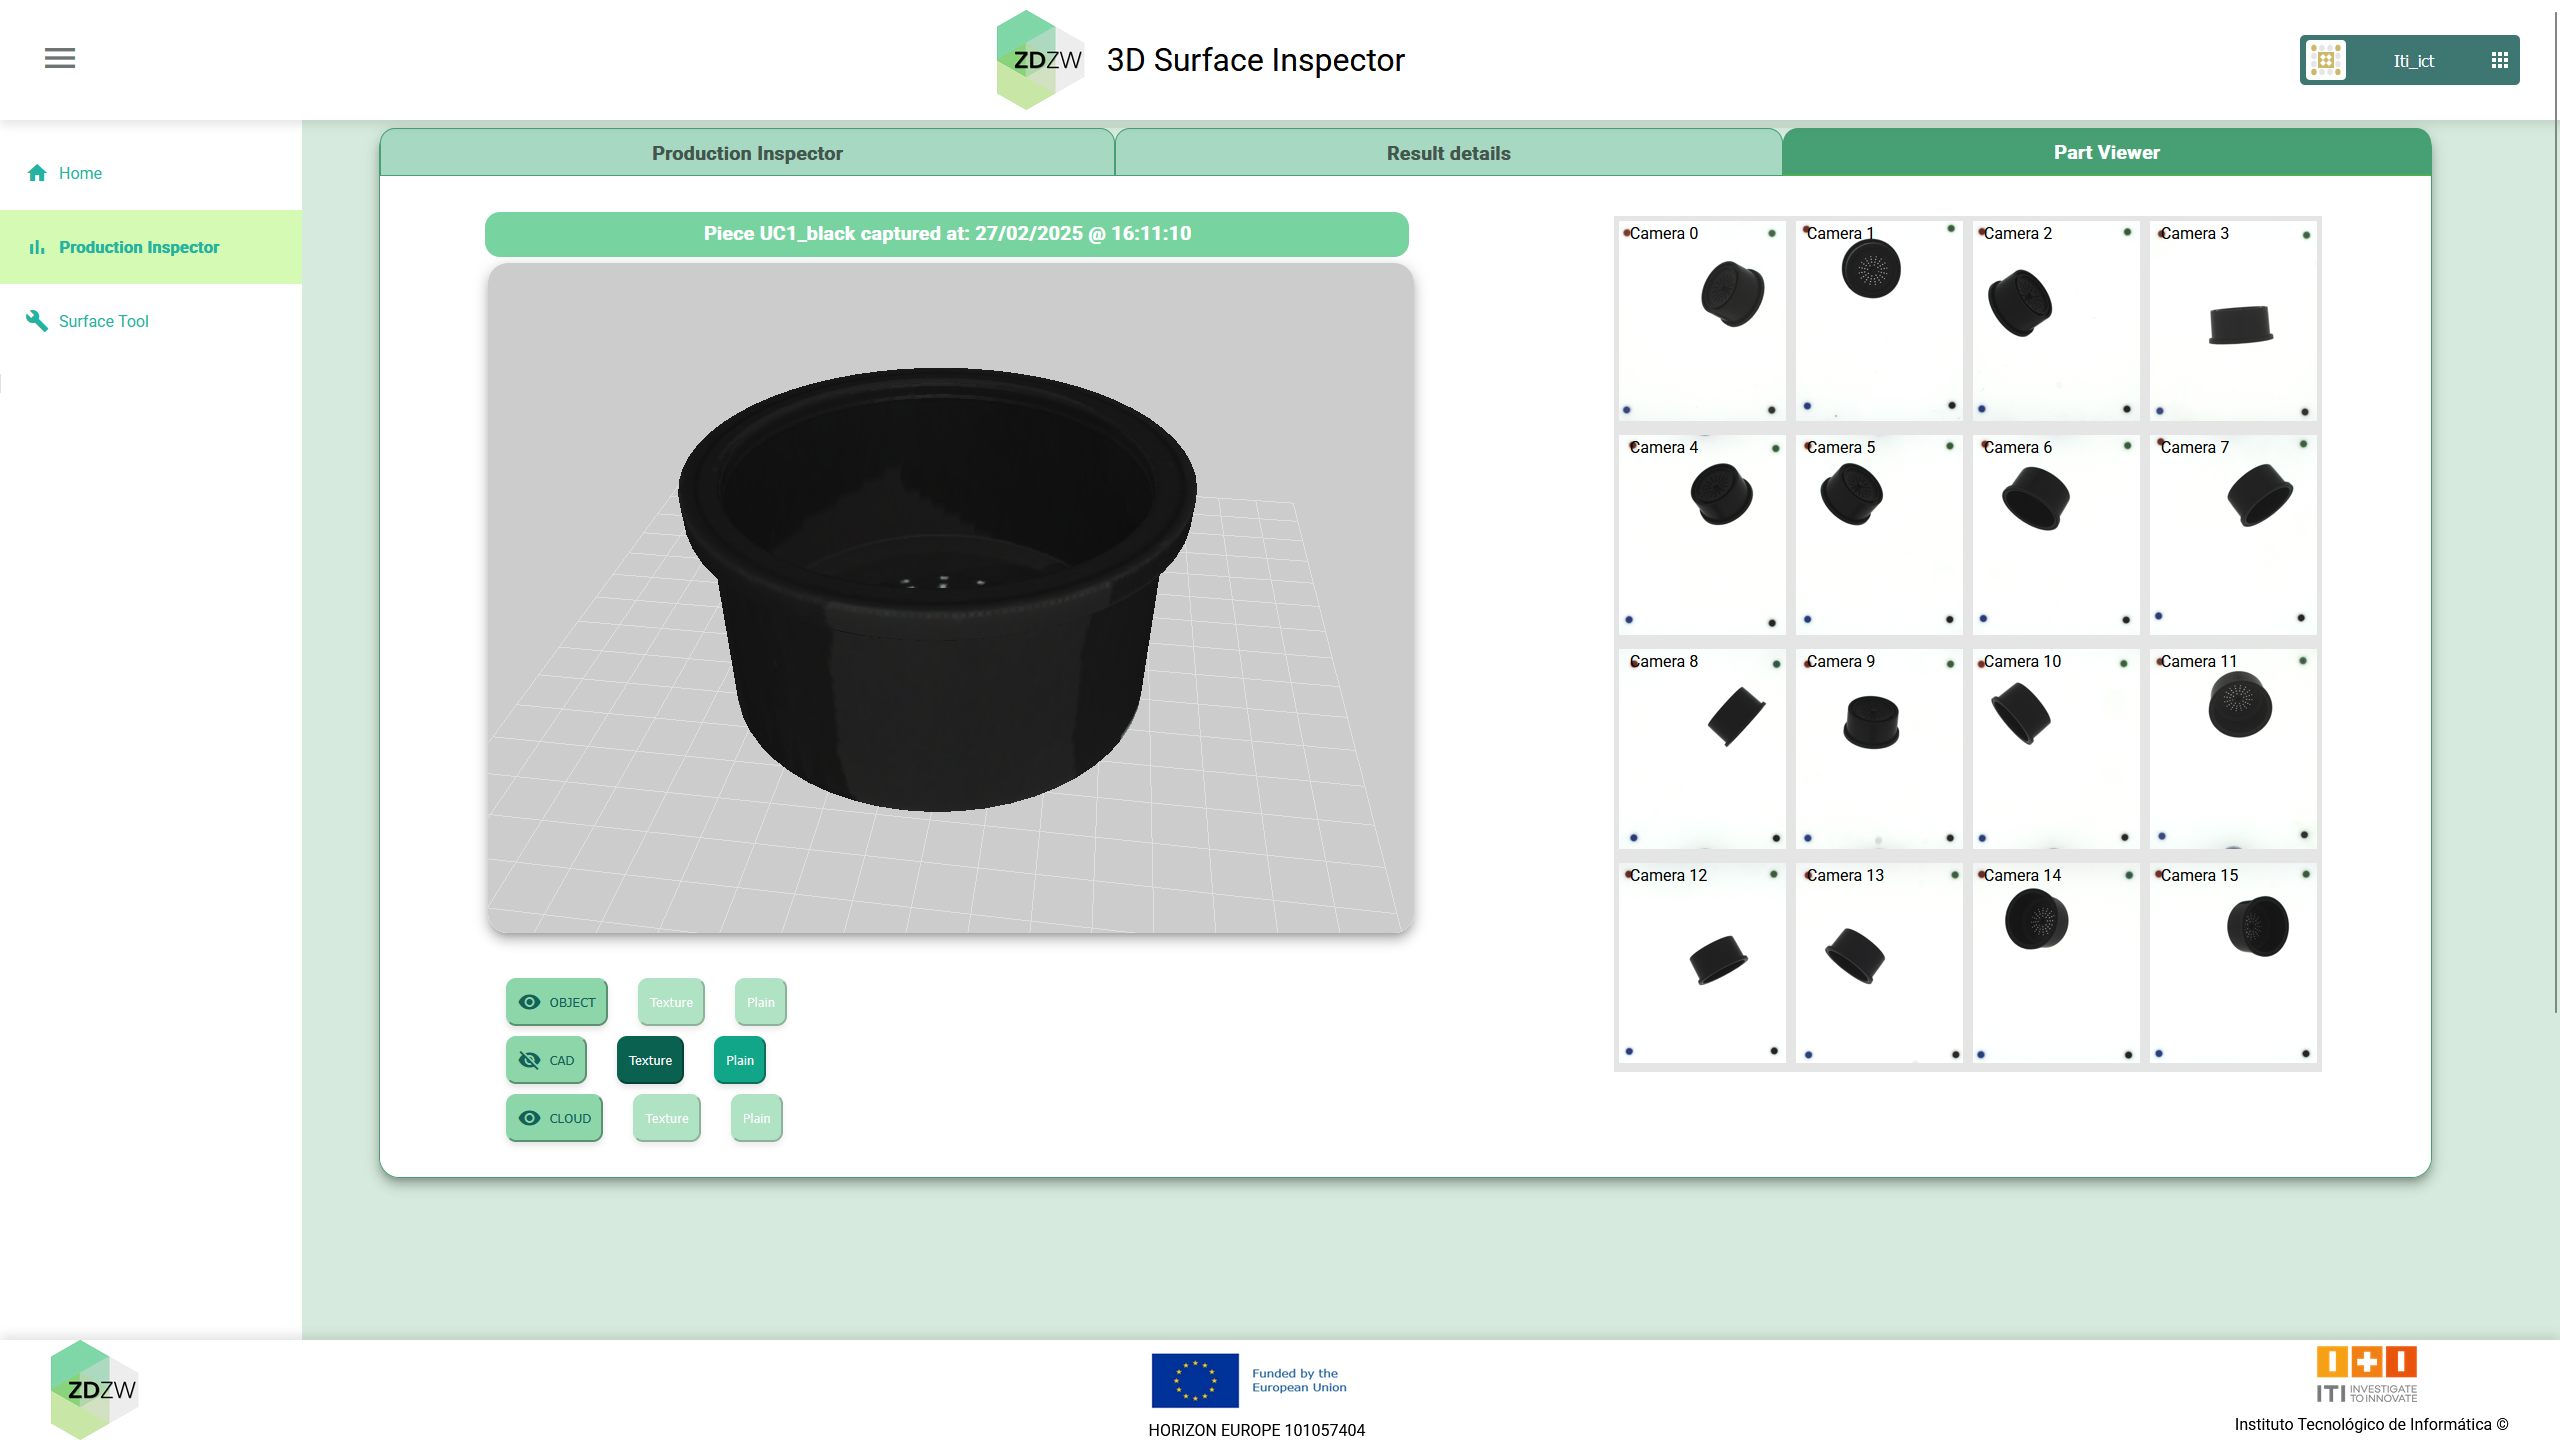 ZDZW
3D Surface Inspector
Iti_ict
Home
Production Inspector
Surface Tool
Production Inspector
Result details
Part Viewer
Piece UC1_black captured at: 27/02/2025 @ 16:11:10
Camera 0
Camera 1
Camera 2
Camera 3
Camera 4
Camera 5
Camera 6
Camera 7
Camera 8
Camera 9
Camera 10
Camera 11
Camera 12
Camera 13
Camera 14
Camera 15
OBJECT
Texture
Plain
CAD
Texture
Plain
CLOUD
Texture
Plain
ZDZW
Funded by the
European Union
HORIZON EUROPE 101057404
ITI INVESTIGATE
TO INNOVATE
Instituto Tecnológico de Informática ©